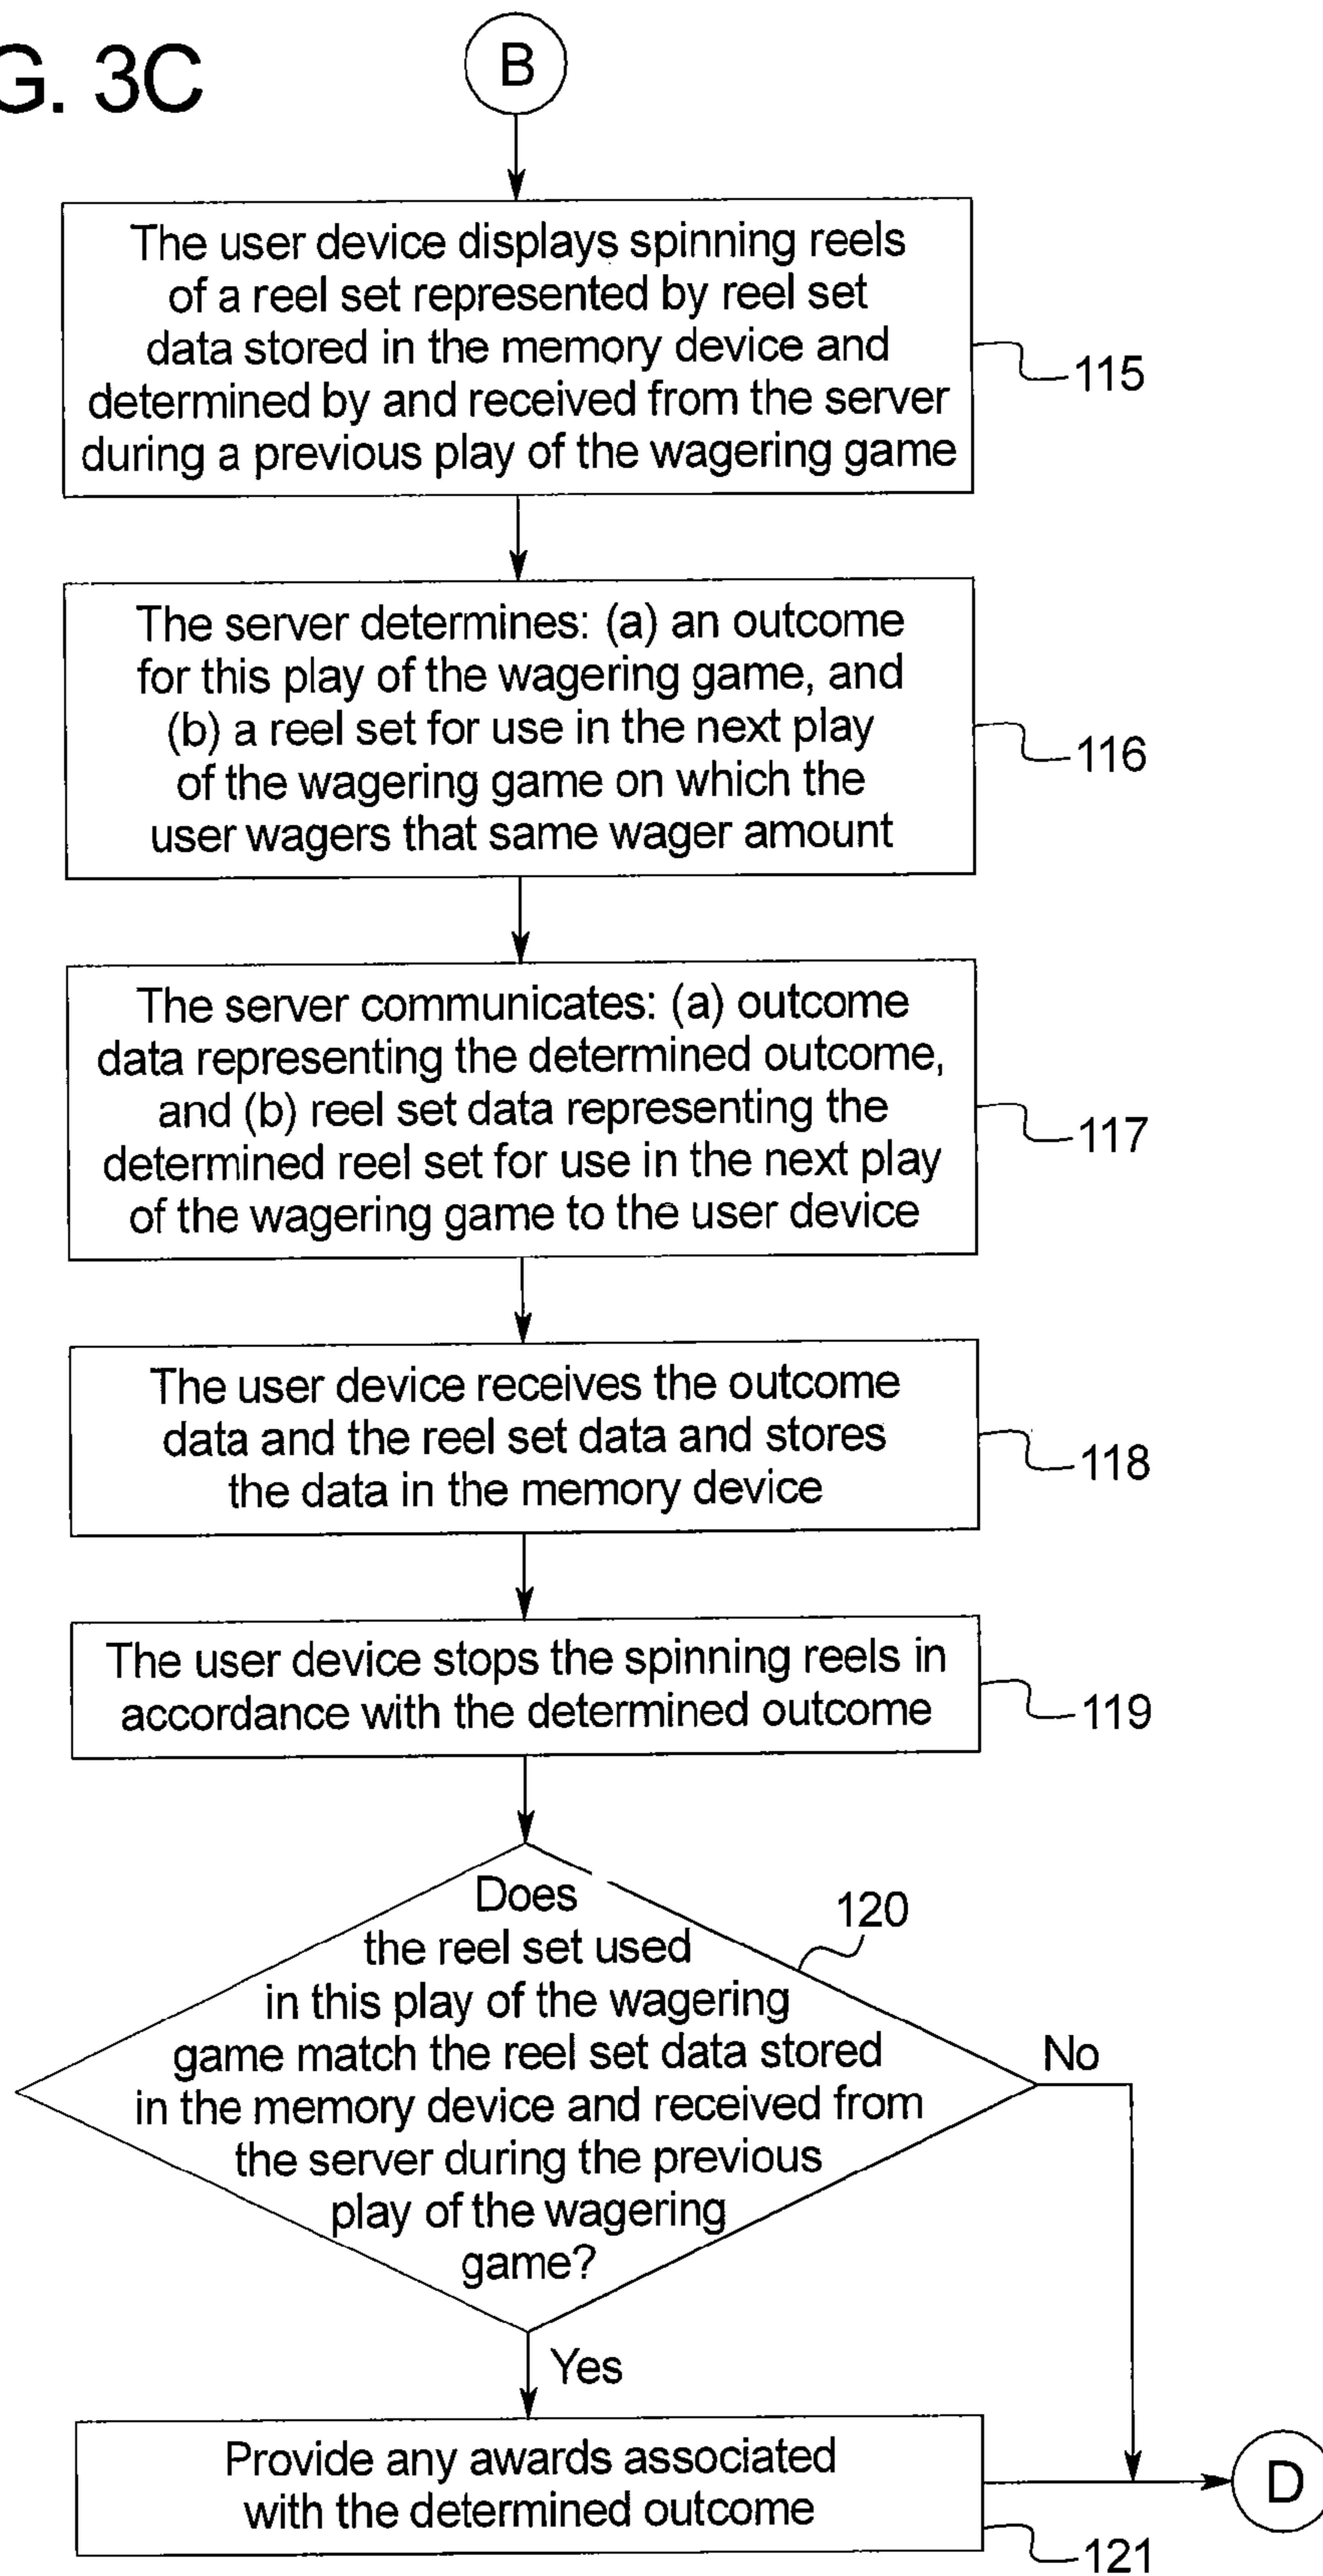 G. 3C
B
The user device displays spinning reels
of a reel set represented by reel set
data stored in the memory device and
determined by and received from the server
during a previous play of the wagering game
115
The server determines: (a) an outcome
for this play of the wagering game, and
(b) a reel set for use in the next play
of the wagering game on which the
user wagers that same wager amount
116
The server communicates: (a) outcome
data representing the determined outcome,
and (b) reel set data representing the
determined reel set for use in the next play
of the wagering game to the user device
117
The user device receives the outcome
data and the reel set data and stores
the data in the memory device
118
The user device stops the spinning reels in
accordance with the determined outcome
119
Does
the reel set used
in this play of the wagering
game match the reel set data stored
in the memory device and received from
the server during the previous
play of the wagering
game?
120
No
Yes
Provide any awards associated
with the determined outcome
121
D